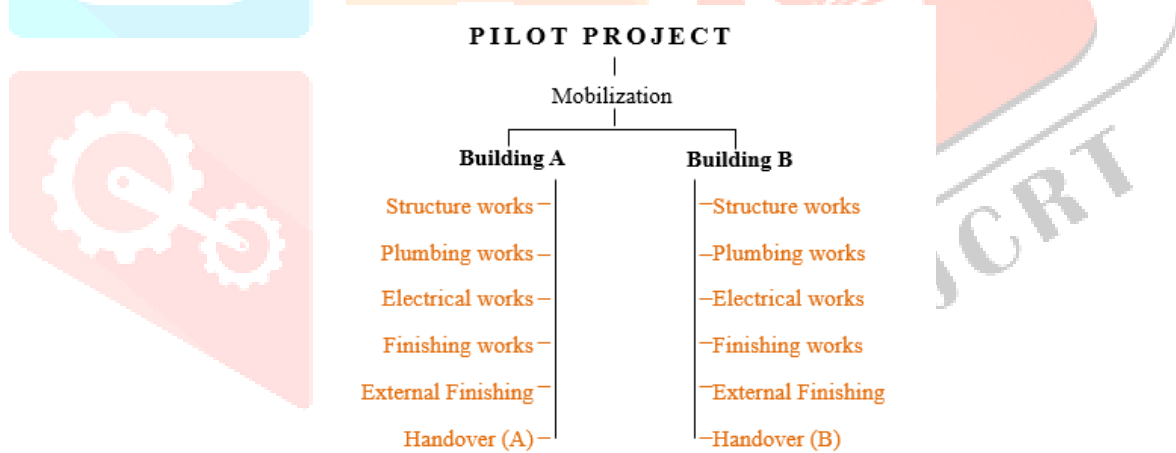 PILOT PROJECT
Mobilization
Building A
Building B
Structure works
Structure works
Plumbing works
Plumbing works
Electrical works
Electrical works
Finishing works
Finishing works
External Finishing
External Finishing
Handover (A)
Handover (B)
JCRT